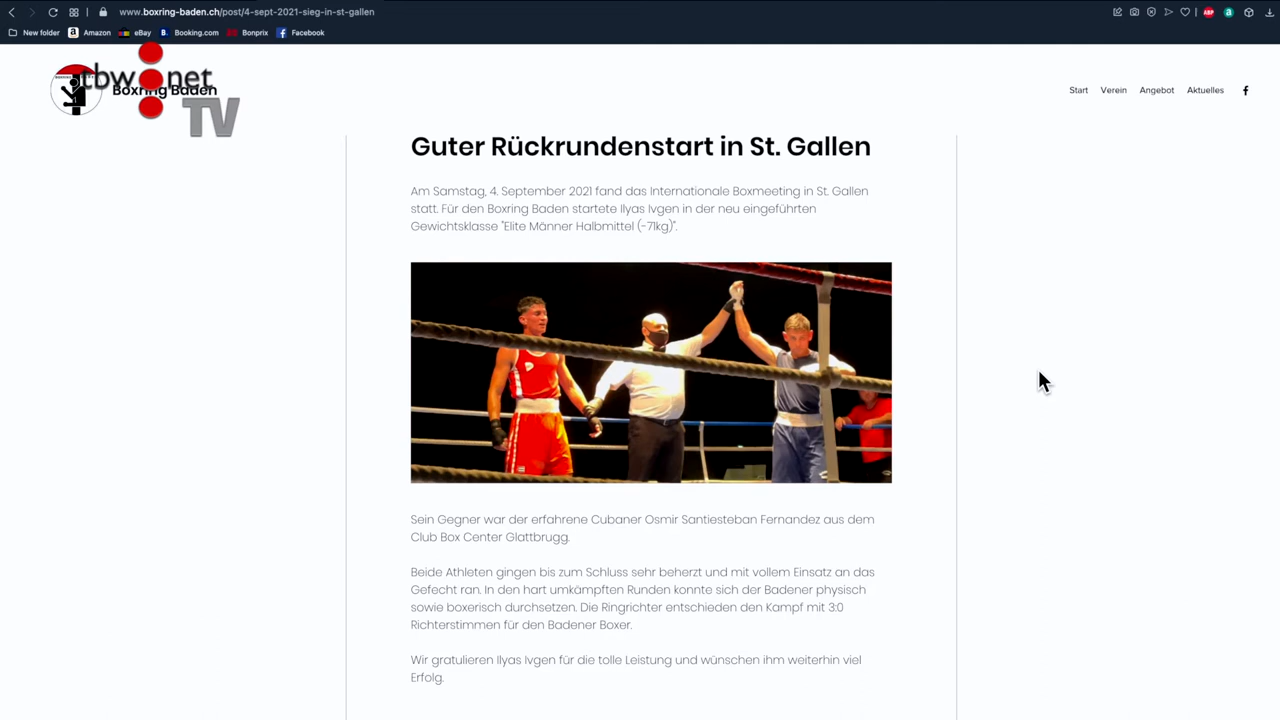 www.boxring-baden.ch/post/4-sept-2021-sieg-in-st-gallen
ABP
New folder
Amazon
eBay
Booking.com
Bonprix
Facebook
tbw net
TV
Boxring Baden
Start
Verein
Angebot
Aktuelles
Guter Rückrundenstart in St. Gallen
Am Samstag, 4. September 2021 fand das Internationale Boxmeeting in St. Gallen
statt. Für den Boxring Baden startete Ilyas Ivgen in der neu eingeführten
Gewichtsklasse "Elite Männer Halbmittel (-71kg)".
Sein Gegner war der erfahrene Cubaner Osmir Santiesteban Fernandez aus dem
Club Box Center Glattbrugg.
Beide Athleten gingen bis zum Schluss sehr beherzt und mit vollem Einsatz an das
Gefecht ran. In den hart umkämpften Runden konnte sich der Badener physisch
sowie boxerisch durchsetzen. Die Ringrichter entschieden den Kampf mit 3:0
Richterstimmen für den Badener Boxer.
Wir gratulieren Ilyas Ivgen für die tolle Leistung und wünschen ihm weiterhin viel
Erfolg.